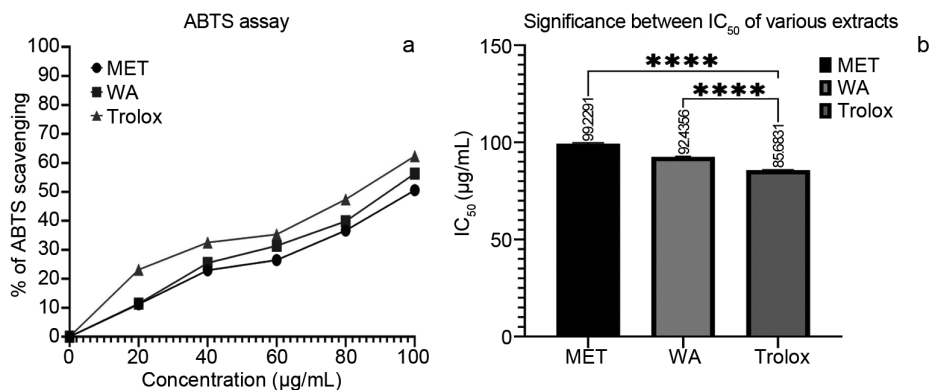 ABTS assay
a
% of ABTS scavenging
100
90
80
70
60
50
40
30
20
10
0
MET
WA
Trolox
0 20 40 60 80 100
Concentration (µg/mL)
Significance between IC50 of various extracts
b
IC50 (µg/mL)
150
100
50
0
****
****
992291
924356
856831
MET
WA
Trolox
MET WA Trolox